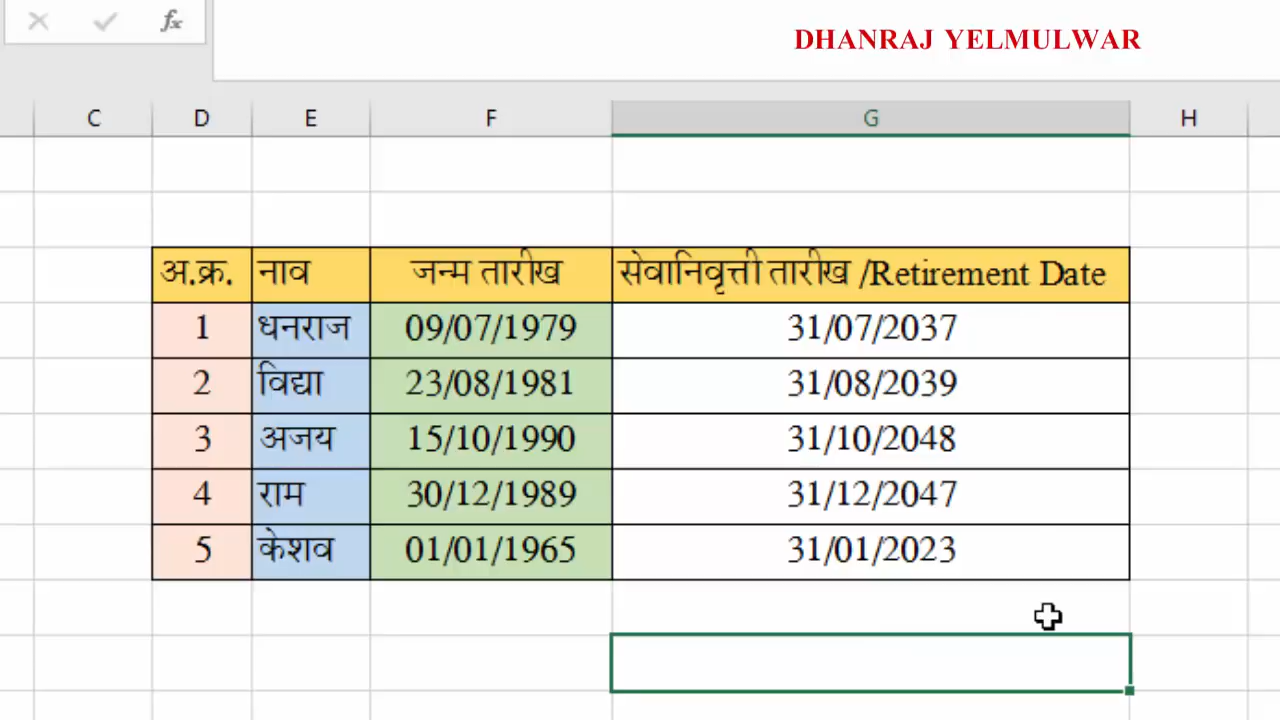 fx
DHANRAJ YELMULWAR
C D E F G H
अ.क्र. नाव जन्म तारीख सेवानिवृत्ती तारीख /Retirement Date
1 धनराज 09/07/1979 31/07/2037
2 विद्या 23/08/1981 31/08/2039
3 अजय 15/10/1990 31/10/2048
4 राम 30/12/1989 31/12/2047
5 केशव 01/01/1965 31/01/2023